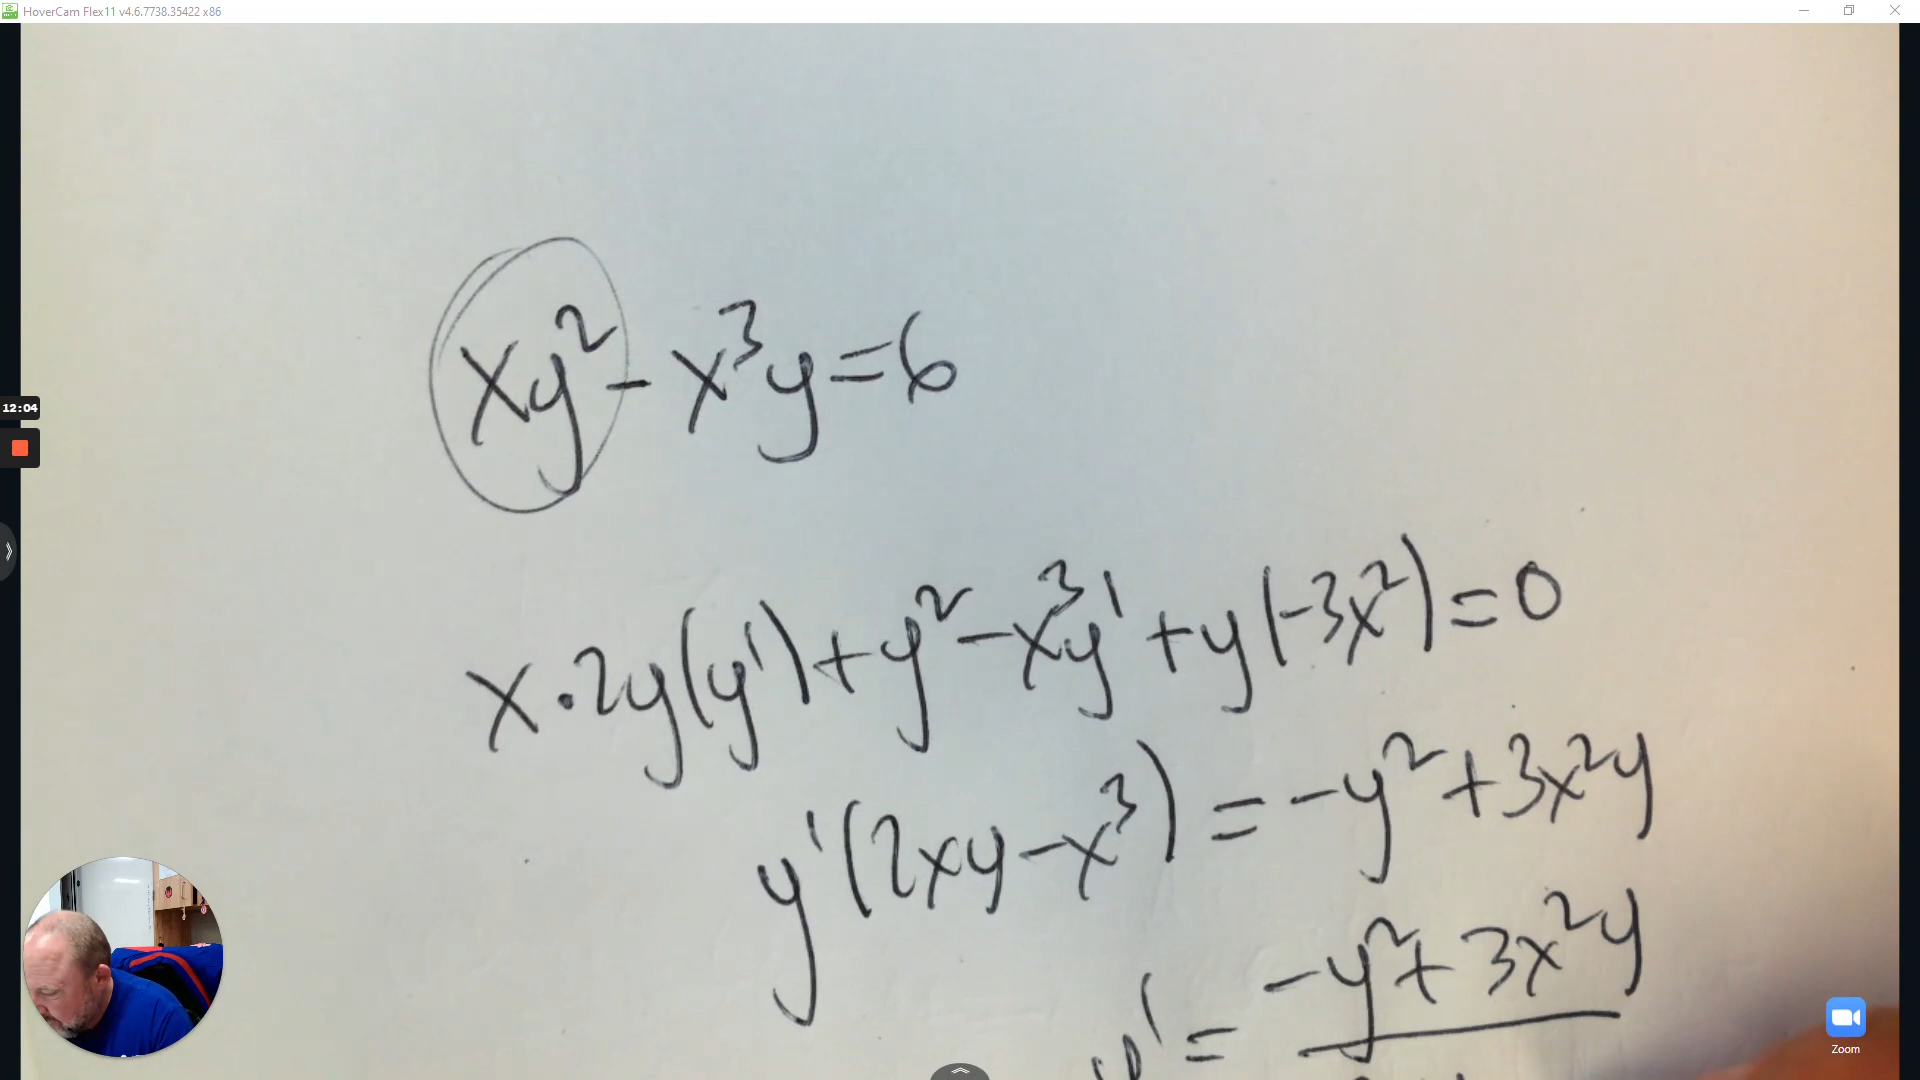 HoverCam Flex11 v4.6.7738.35422 x86
xy² - x³y = 6
12:04
x · 2y(y') + y² - x³y' + y(-3x²) = 0
y'(2xy - x³) = -y² + 3x²y
y' = -y² + 3x²y
Zoom